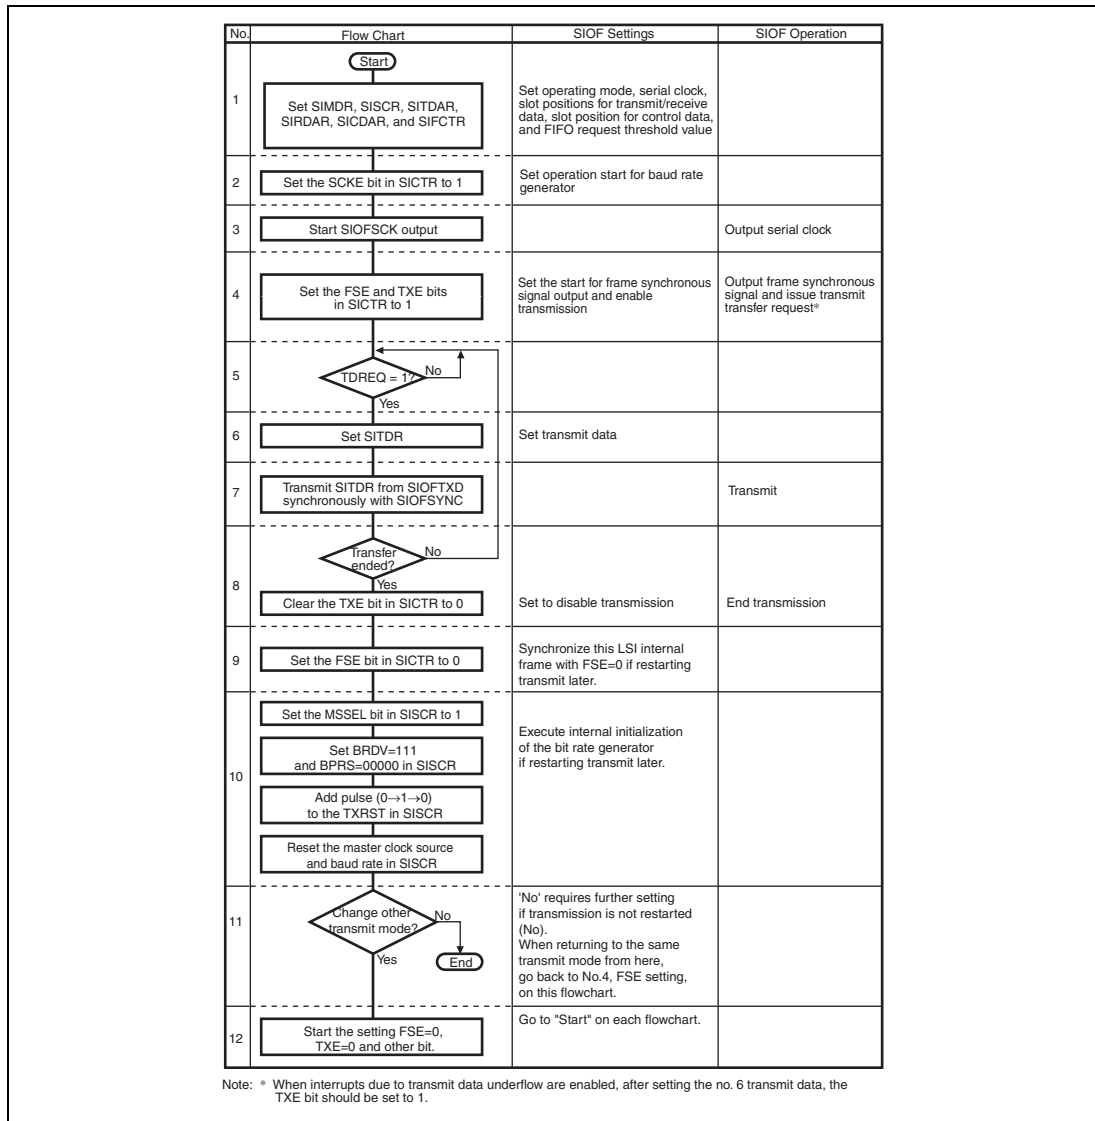 No.
Flow Chart
SIOF Settings
SIOF Operation
Start
1
Set SIMDR, SISCR, SITDAR,
SIRDAR, SICDAR, and SIFCTR
Set operating mode, serial clock,
slot positions for transmit/receive
data, slot position for control data,
and FIFO request threshold value
2
Set the SCKE bit in SICTR to 1
Set operation start for baud rate
generator
3
Start SIOFSCK output
Output serial clock
4
Set the FSE and TXE bits
in SICTR to 1
Set the start for frame synchronous
signal output and enable
transmission
Output frame synchronous
signal and issue transmit
transfer request*
5
TDREQ = 1?
No
Yes
6
Set SITDR
Set transmit data
7
Transmit SITDR from SIOFTXD
synchronously with SIOFSYNC
Transmit
8
Transfer
ended?
No
Yes
Clear the TXE bit in SICTR to 0
Set to disable transmission
End transmission
9
Set the FSE bit in SICTR to 0
Synchronize this LSI internal
frame with FSE=0 if restarting
transmit later.
10
Set the MSSEL bit in SISCR to 1
Set BRDV=111
and BPRS=00000 in SISCR
Add pulse (0→1→0)
to the TXRST in SISCR
Reset the master clock source
and baud rate in SISCR
Execute internal initialization
of the bit rate generator
if restarting transmit later.
11
Change other
transmit mode?
No
Yes
End
'No' requires further setting
if transmission is not restarted
(No).
When returning to the same
transmit mode from here,
go back to No.4, FSE setting,
on this flowchart.
12
Start the setting FSE=0,
TXE=0 and other bit.
Go to "Start" on each flowchart.
Note: * When interrupts due to transmit data underflow are enabled, after setting the no. 6 transmit data, the
TXE bit should be set to 1.